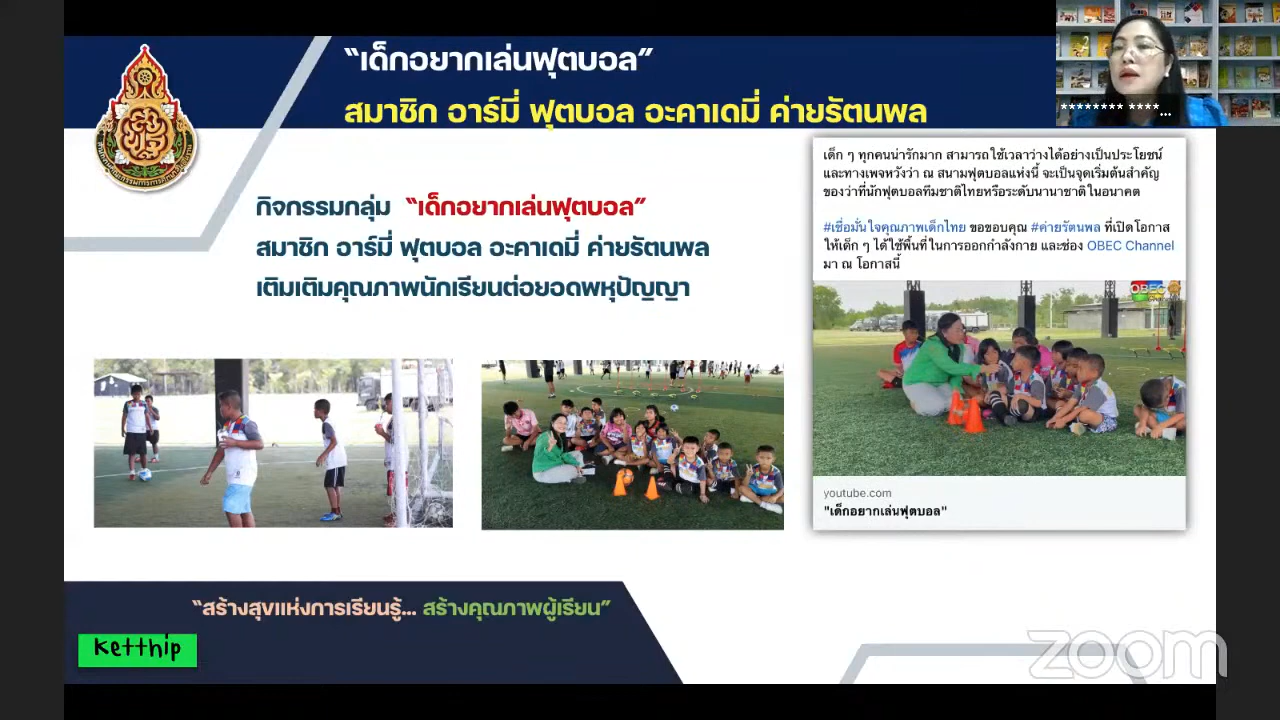 “เด็กอยากเล่นฟุตบอล”
สมาชิก อาร์มี่ ฟุตบอล อะคาเดมี่ ค่ายรัตนพล
******** ****
...
กิจกรรมกลุ่ม “เด็กอยากเล่นฟุตบอล”
สมาชิก อาร์มี่ ฟุตบอล อะคาเดมี่ ค่ายรัตนพล
เติมเติมคุณภาพนักเรียนต่อยอดพหุปัญญา
เด็ก ๆ ทุกคนน่ารักมาก สามารถใช้เวลาว่างได้อย่างเป็นประโยชน์
และทางเพจหวังว่า ณ สนามฟุตบอลแห่งนี้ จะเป็นจุดเริ่มต้นสำคัญ
ของว่าที่นักฟุตบอลทีมชาติไทยหรือระดับนานาชาติในอนาคต
#เชื่อมั่นใจคุณภาพเด็กไทย ขอขอบคุณ #ค่ายรัตนพล ที่เปิดโอกาส
ให้เด็ก ๆ ได้ใช้พื้นที่ในการออกกำลังกาย และช่อง OBEC Channel
มา ณ โอกาสนี้
OBEC
youtube.com
"เด็กอยากเล่นฟุตบอล"
“สร้างสุขแห่งการเรียนรู้... สร้างคุณภาพผู้เรียน”
Ketthip
zoom